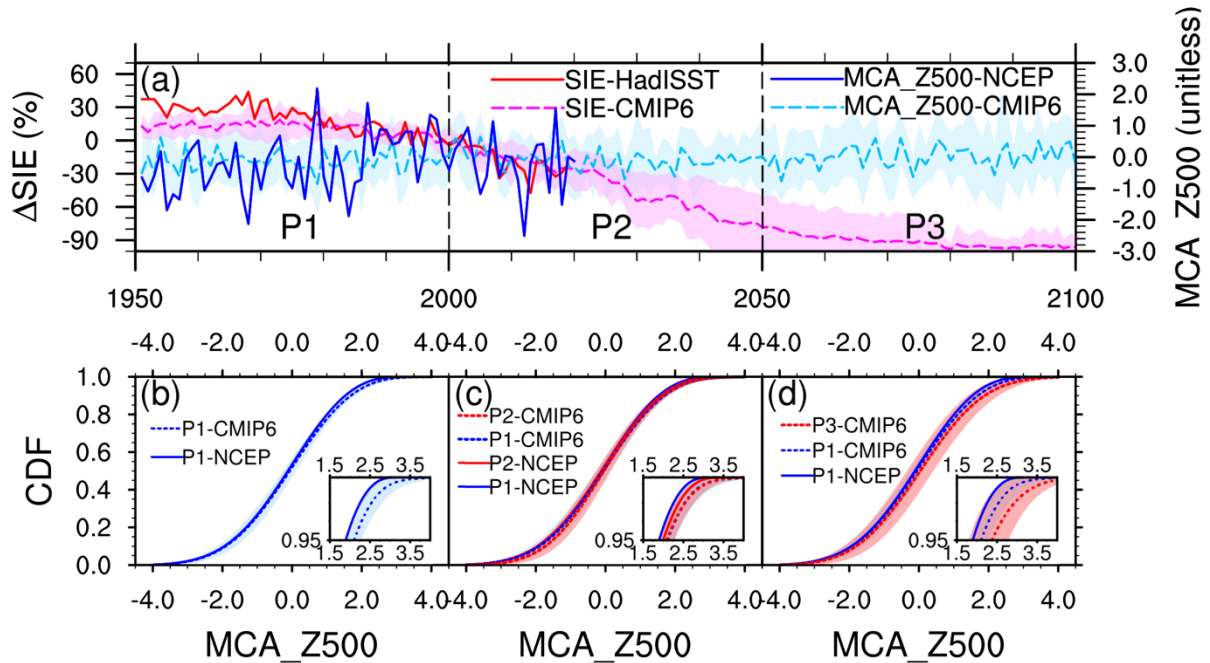 (a)
SIE-HadISST
MCA_Z500-NCEP
SIE-CMIP6
MCA_Z500-CMIP6
ΔSIE (%)
60
30
0
-30
-60
-90
3.0
2.0
1.0
0.0
-1.0
-2.0
-3.0
MCA Z500 (unitless)
P1
P2
P3
1950
2000
2050
2100
-4.0 -2.0 0.0 2.0 4.0
-4.0 -2.0 0.0 2.0 4.0
-4.0 -2.0 0.0 2.0 4.0
CDF
1.0
0.8
0.6
0.4
0.2
0.0
(b)
P1-CMIP6
P1-NCEP
1.5 2.5 3.5
0.95
1.5 2.5 3.5
(c)
P2-CMIP6
P1-CMIP6
P2-NCEP
P1-NCEP
1.5 2.5 3.5
0.95
1.5 2.5 3.5
(d)
P3-CMIP6
P1-CMIP6
P1-NCEP
1.5 2.5 3.5
0.95
1.5 2.5 3.5
-4.0 -2.0 0.0 2.0 4.0
-4.0 -2.0 0.0 2.0 4.0
-4.0 -2.0 0.0 2.0 4.0
MCA_Z500
MCA_Z500
MCA_Z500